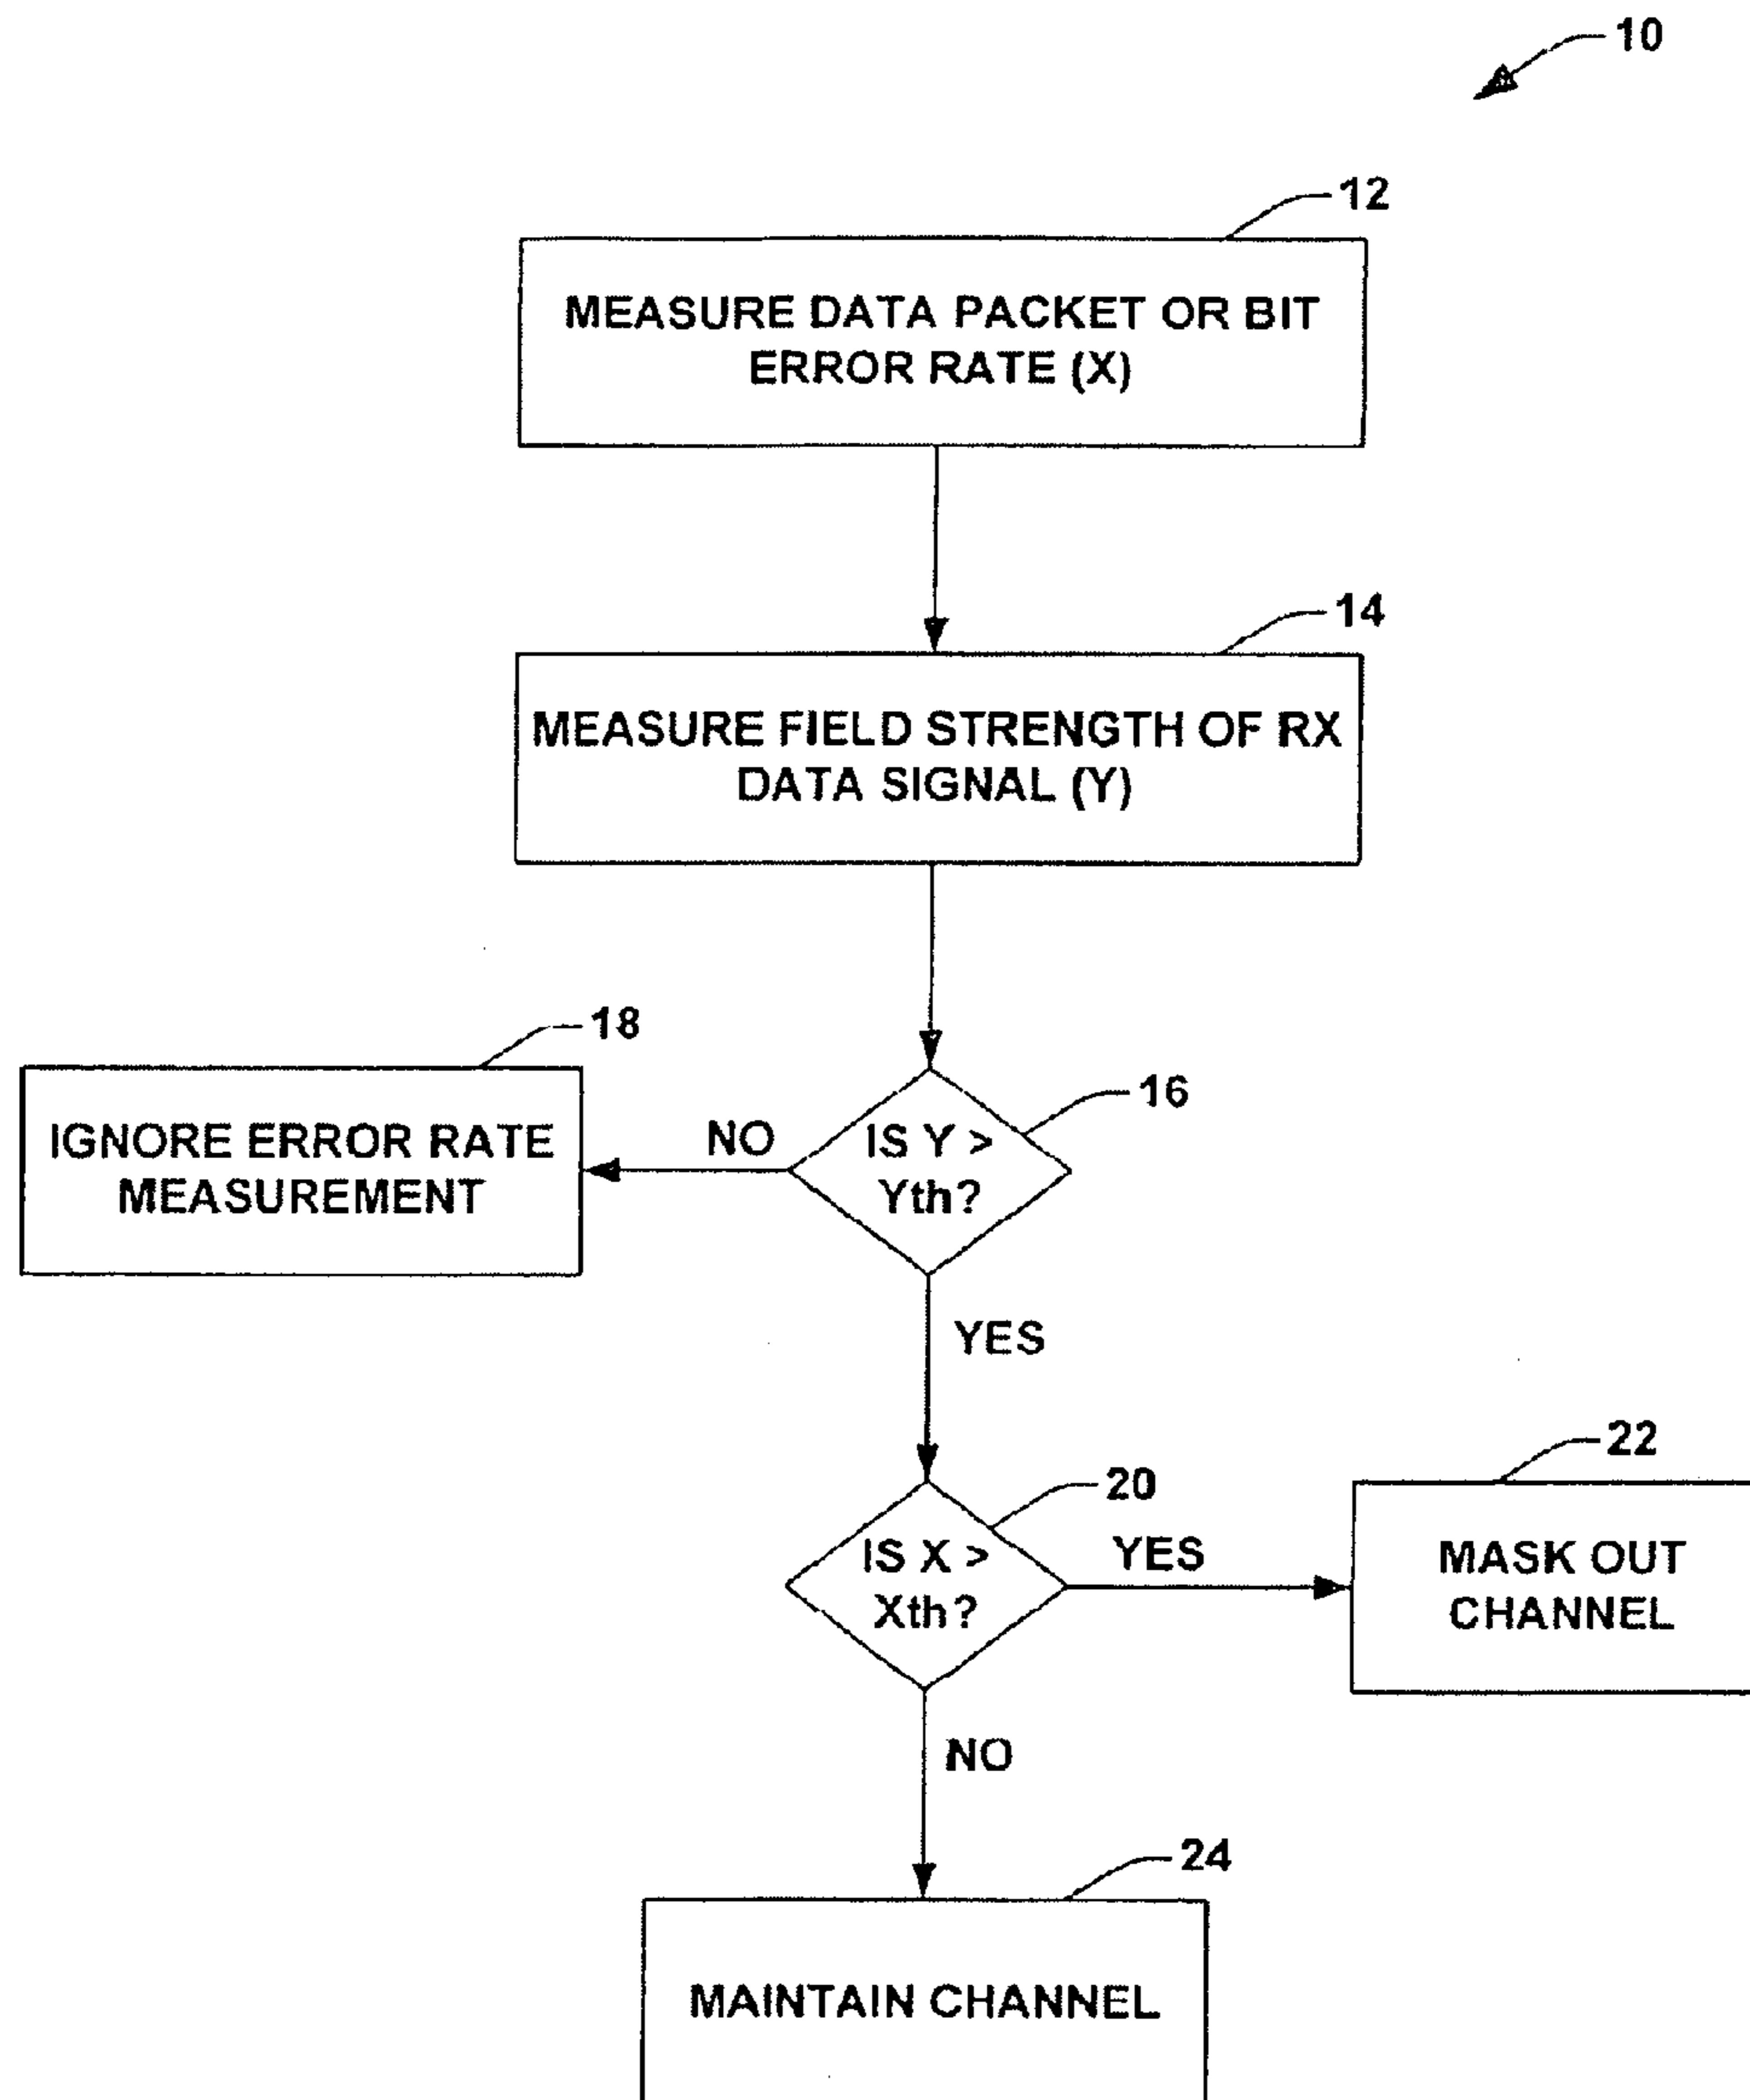 10
12
MEASURE DATA PACKET OR BIT
ERROR RATE (X)
14
MEASURE FIELD STRENGTH OF RX
DATA SIGNAL (Y)
18
IGNORE ERROR RATE
MEASUREMENT
NO
16
IS Y >
Yth?
YES
20
IS X >
Xth?
YES
22
MASK OUT
CHANNEL
NO
24
MAINTAIN CHANNEL